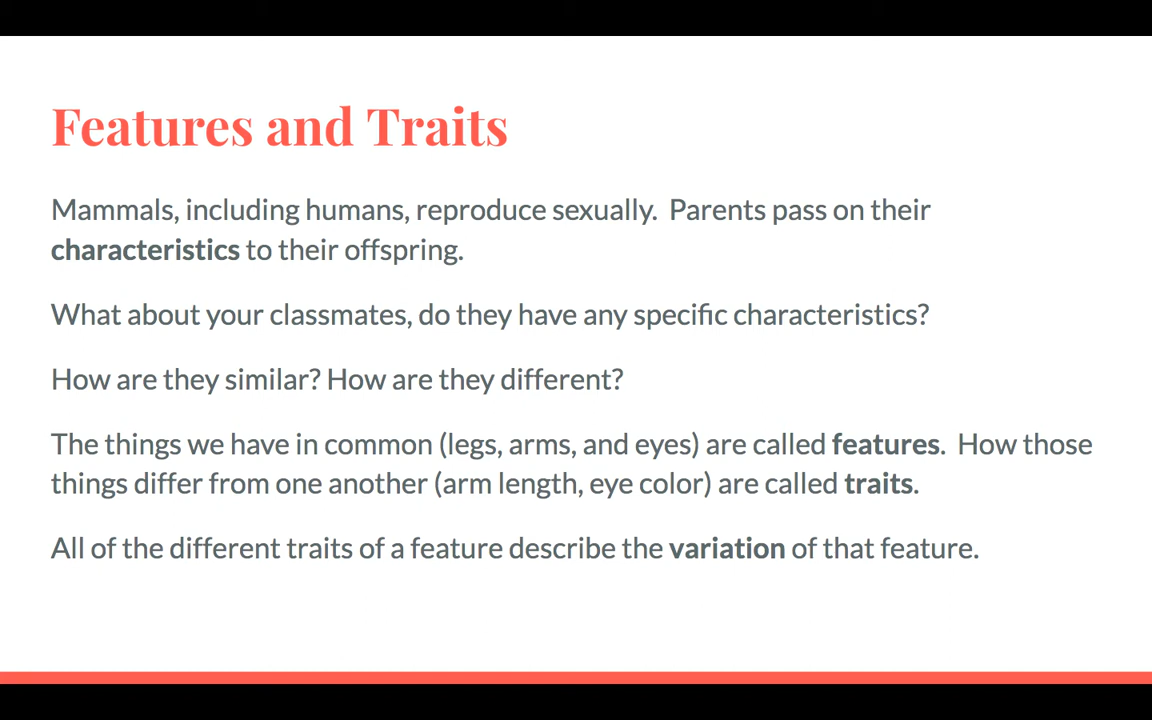 Features and Traits
Mammals, including humans, reproduce sexually.  Parents pass on their
characteristics to their offspring.
What about your classmates, do they have any specific characteristics?
How are they similar? How are they different?
The things we have in common (legs, arms, and eyes) are called features.  How those
things differ from one another (arm length, eye color) are called traits.
All of the different traits of a feature describe the variation of that feature.